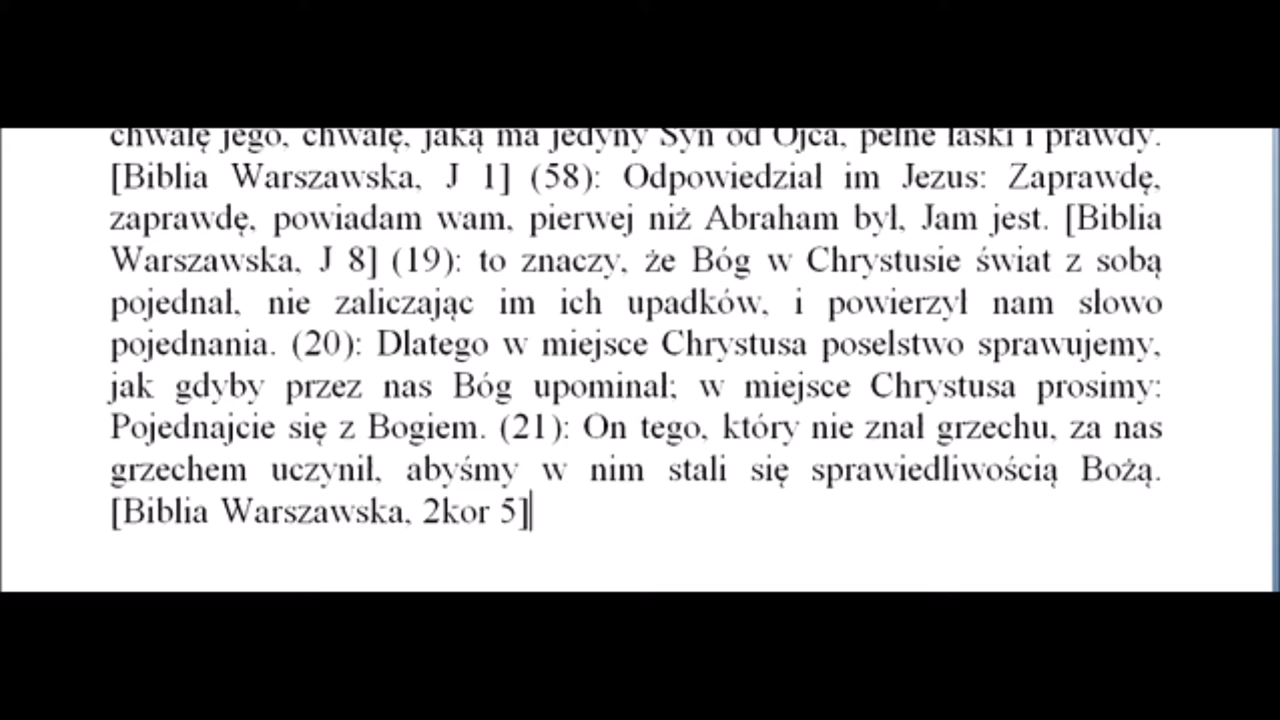 chwałę jego, chwałę, jaką ma jedyny Syn od Ojca, pełne łaski i prawdy.
[Biblia Warszawska, J 1] (58): Odpowiedział im Jezus: Zaprawdę,
zaprawdę, powiadam wam, pierwej niż Abraham był, Jam jest. [Biblia
Warszawska, J 8] (19): to znaczy, że Bóg w Chrystusie świat z sobą
pojednał, nie zaliczając im ich upadków, i powierzył nam słowo
pojednania. (20): Dlatego w miejsce Chrystusa poselstwo sprawujemy,
jak gdyby przez nas Bóg upominał; w miejsce Chrystusa prosimy:
Pojednajcie się z Bogiem. (21): On tego, który nie znał grzechu, za nas
grzechem uczynił, abyśmy w nim stali się sprawiedliwością Bożą.
[Biblia Warszawska, 2kor 5]